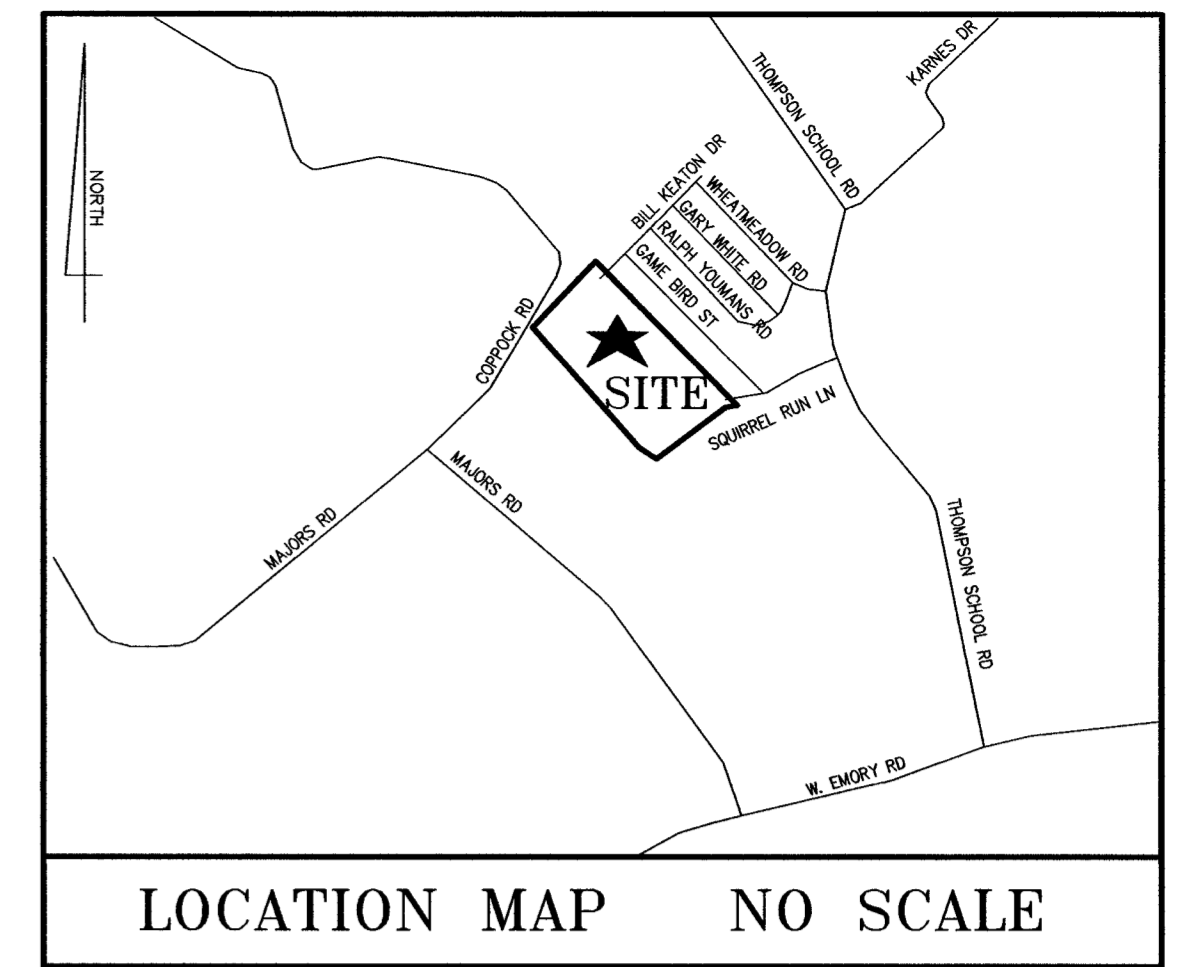 THOMPSON SCHOOL RD
KARNES DR
NORTH
BILL KEATON DR
WHEATMEADOW RD
GARY WHITE RD
RALPH YOUMANS RD
GAME BIRD ST
COPPOCK RD
SITE
SQUIRREL RUN LN
MAJORS RD
MAJORS RD
THOMPSON SCHOOL RD
W. EMORY RD
LOCATION MAP NO SCALE